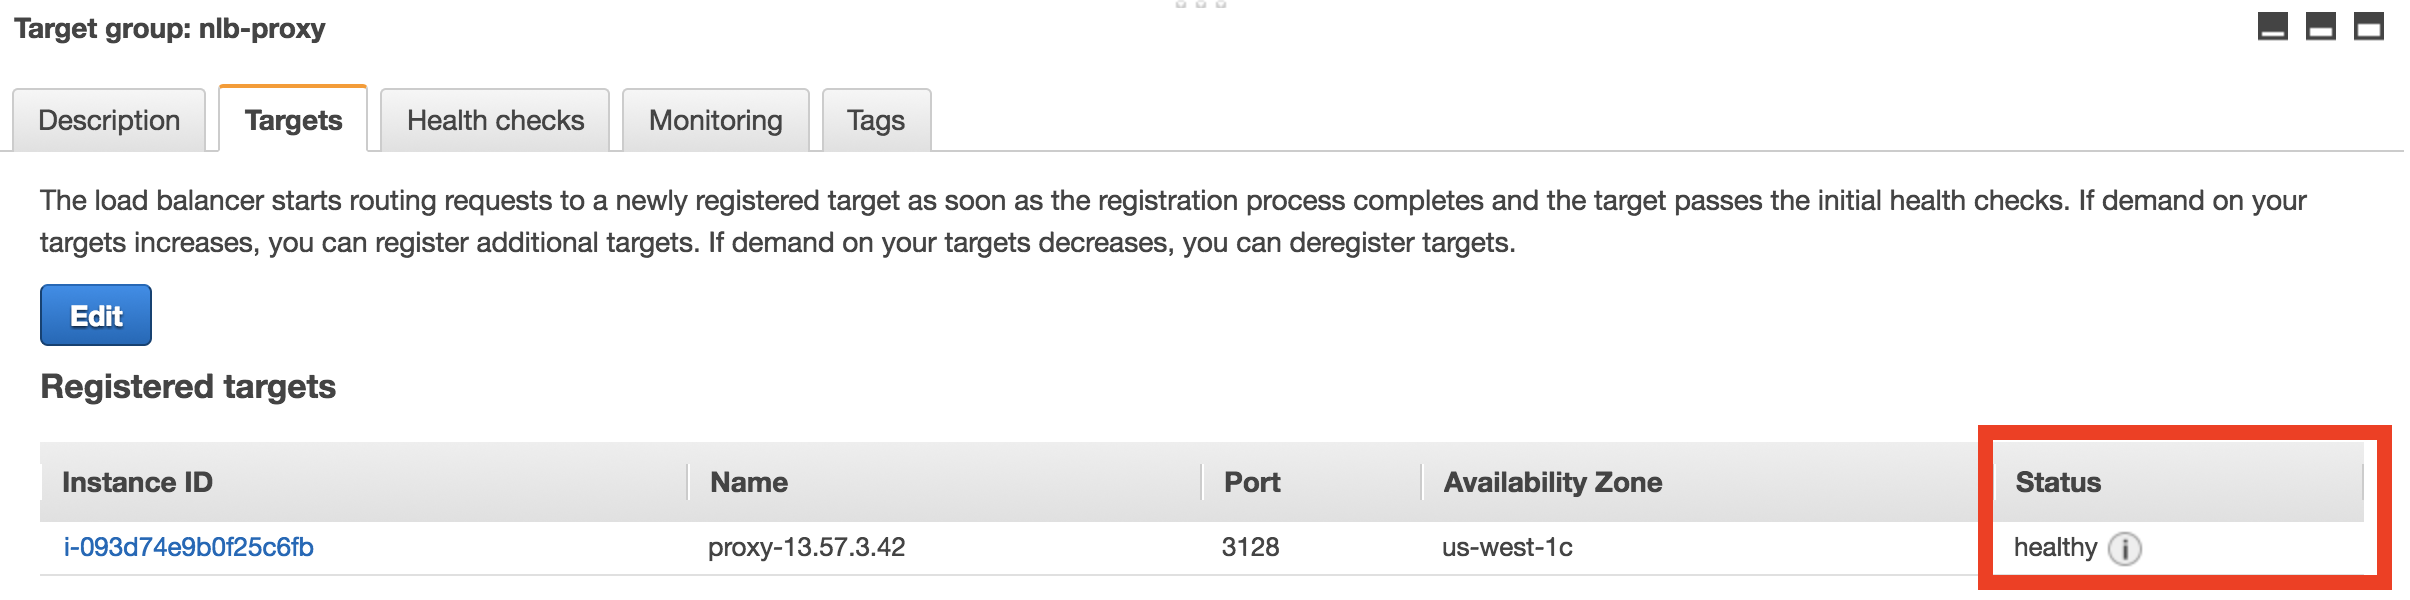 Target group: nlb-proxy
Description Targets Health checks Monitoring Tags
The load balancer starts routing requests to a newly registered target as soon as the registration process completes and the target passes the initial health checks. If demand on your
targets increases, you can register additional targets. If demand on your targets decreases, you can deregister targets.
Edit
Registered targets
Instance ID Name Port Availability Zone Status
i-093d74e9b0f25c6fb proxy-13.57.3.42 3128 us-west-1c healthy i